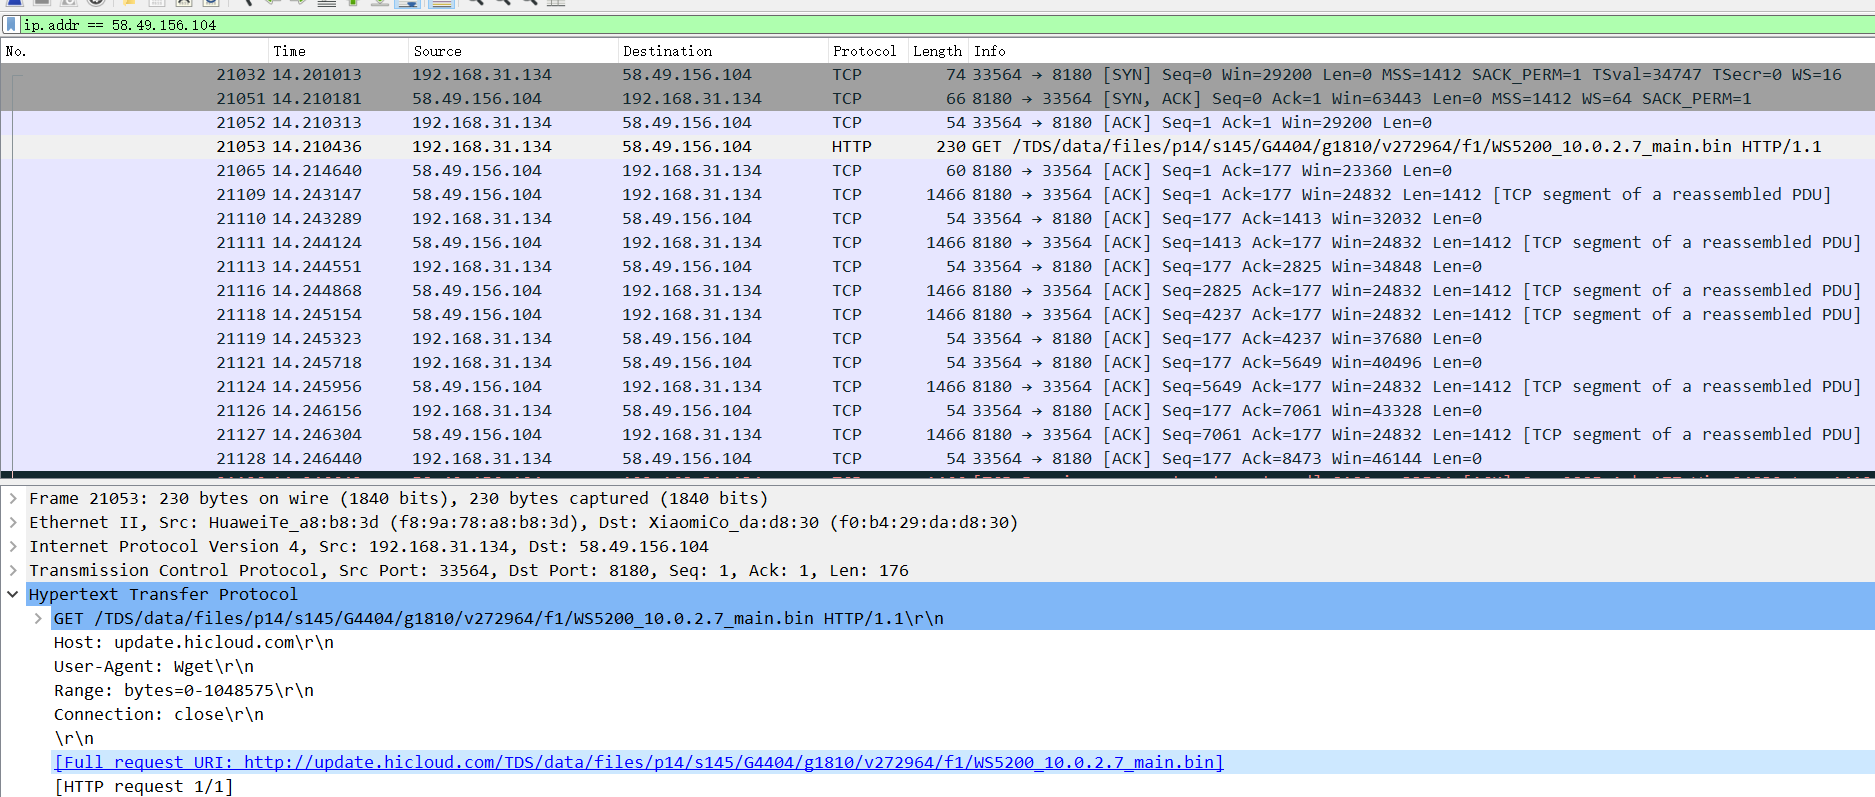 ip.addr == 58.49.156.104
No. Time Source Destination Protocol Length Info
21032 14.201013 192.168.31.134 58.49.156.104 TCP 74 33564 → 8180 [SYN] Seq=0 Win=29200 Len=0 MSS=1412 SACK_PERM=1 TSval=34747 TSecr=0 WS=16
21051 14.210181 58.49.156.104 192.168.31.134 TCP 66 8180 → 33564 [SYN, ACK] Seq=0 Ack=1 Win=63443 Len=0 MSS=1412 WS=64 SACK_PERM=1
21052 14.210313 192.168.31.134 58.49.156.104 TCP 54 33564 → 8180 [ACK] Seq=1 Ack=1 Win=29200 Len=0
21053 14.210436 192.168.31.134 58.49.156.104 HTTP 230 GET /TDS/data/files/p14/s145/G4404/g1810/v272964/f1/WS5200_10.0.2.7_main.bin HTTP/1.1
21065 14.214640 58.49.156.104 192.168.31.134 TCP 60 8180 → 33564 [ACK] Seq=1 Ack=177 Win=23360 Len=0
21109 14.243147 58.49.156.104 192.168.31.134 TCP 1466 8180 → 33564 [ACK] Seq=1 Ack=177 Win=24832 Len=1412 [TCP segment of a reassembled PDU]
21110 14.243289 192.168.31.134 58.49.156.104 TCP 54 33564 → 8180 [ACK] Seq=177 Ack=1413 Win=32032 Len=0
21111 14.244124 58.49.156.104 192.168.31.134 TCP 1466 8180 → 33564 [ACK] Seq=1413 Ack=177 Win=24832 Len=1412 [TCP segment of a reassembled PDU]
21113 14.244551 192.168.31.134 58.49.156.104 TCP 54 33564 → 8180 [ACK] Seq=177 Ack=2825 Win=34848 Len=0
21116 14.244868 58.49.156.104 192.168.31.134 TCP 1466 8180 → 33564 [ACK] Seq=2825 Ack=177 Win=24832 Len=1412 [TCP segment of a reassembled PDU]
21118 14.245154 58.49.156.104 192.168.31.134 TCP 1466 8180 → 33564 [ACK] Seq=4237 Ack=177 Win=24832 Len=1412 [TCP segment of a reassembled PDU]
21119 14.245323 192.168.31.134 58.49.156.104 TCP 54 33564 → 8180 [ACK] Seq=177 Ack=4237 Win=37680 Len=0
21121 14.245718 192.168.31.134 58.49.156.104 TCP 54 33564 → 8180 [ACK] Seq=177 Ack=5649 Win=40496 Len=0
21124 14.245956 58.49.156.104 192.168.31.134 TCP 1466 8180 → 33564 [ACK] Seq=5649 Ack=177 Win=24832 Len=1412 [TCP segment of a reassembled PDU]
21126 14.246156 192.168.31.134 58.49.156.104 TCP 54 33564 → 8180 [ACK] Seq=177 Ack=7061 Win=43328 Len=0
21127 14.246304 58.49.156.104 192.168.31.134 TCP 1466 8180 → 33564 [ACK] Seq=7061 Ack=177 Win=24832 Len=1412 [TCP segment of a reassembled PDU]
21128 14.246440 192.168.31.134 58.49.156.104 TCP 54 33564 → 8180 [ACK] Seq=177 Ack=8473 Win=46144 Len=0
Frame 21053: 230 bytes on wire (1840 bits), 230 bytes captured (1840 bits)
Ethernet II, Src: HuaweiTe_a8:b8:3d (f8:9a:78:a8:b8:3d), Dst: XiaomiCo_da:d8:30 (f0:b4:29:da:d8:30)
Internet Protocol Version 4, Src: 192.168.31.134, Dst: 58.49.156.104
Transmission Control Protocol, Src Port: 33564, Dst Port: 8180, Seq: 1, Ack: 1, Len: 176
Hypertext Transfer Protocol
GET /TDS/data/files/p14/s145/G4404/g1810/v272964/f1/WS5200_10.0.2.7_main.bin HTTP/1.1\r\n
Host: update.hicloud.com\r\n
User-Agent: Wget\r\n
Range: bytes=0-1048575\r\n
Connection: close\r\n
\r\n
[Full request URI: http://update.hicloud.com/TDS/data/files/p14/s145/G4404/g1810/v272964/f1/WS5200_10.0.2.7_main.bin]
[HTTP request 1/1]